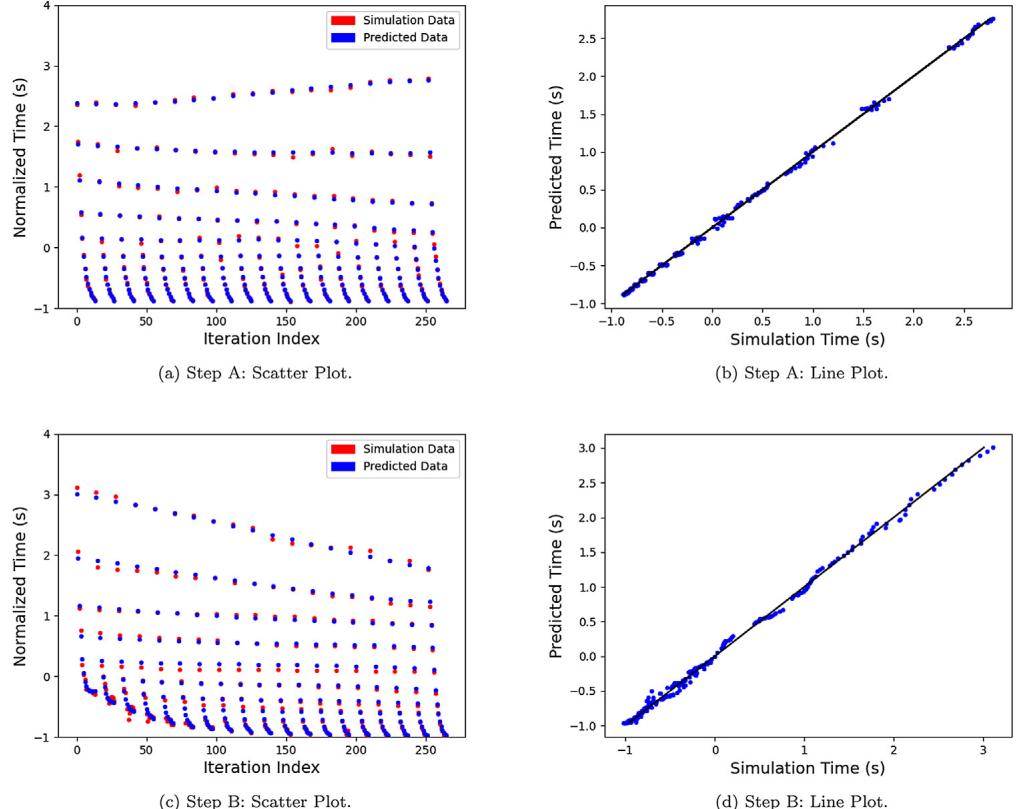 4
3
2
1
0
−1
Normalized Time (s)
Simulation Data
Predicted Data
0 50 100 150 200 250
Iteration Index
(a) Step A: Scatter Plot.
2.5
2.0
1.5
1.0
0.5
0.0
−0.5
−1.0
Predicted Time (s)
−1.0 −0.5 0.0 0.5 1.0 1.5 2.0 2.5
Simulation Time (s)
(b) Step A: Line Plot.
4
3
2
1
0
−1
Normalized Time (s)
Simulation Data
Predicted Data
0 50 100 150 200 250
Iteration Index
(c) Step B: Scatter Plot.
3.0
2.5
2.0
1.5
1.0
0.5
0.0
−0.5
−1.0
Predicted Time (s)
−1 0 1 2 3
Simulation Time (s)
(d) Step B: Line Plot.